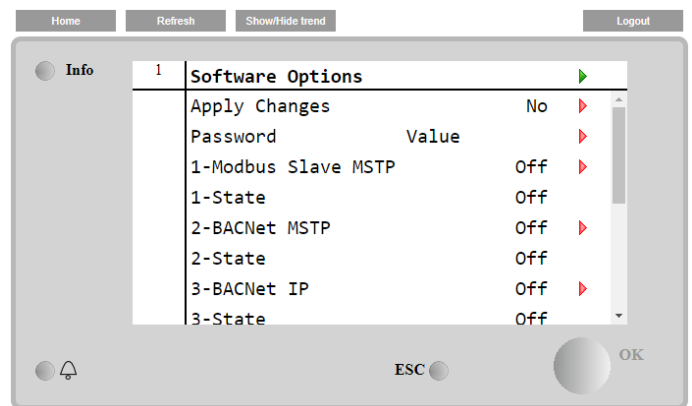 Home Refresh Show/Hide trend Logout
Info
1 Software Options
Apply Changes No
Password Value
1-Modbus Slave MSTP Off
1-State Off
2-BACNet MSTP Off
2-State Off
3-BACNet IP Off
3-State Off
ESC OK